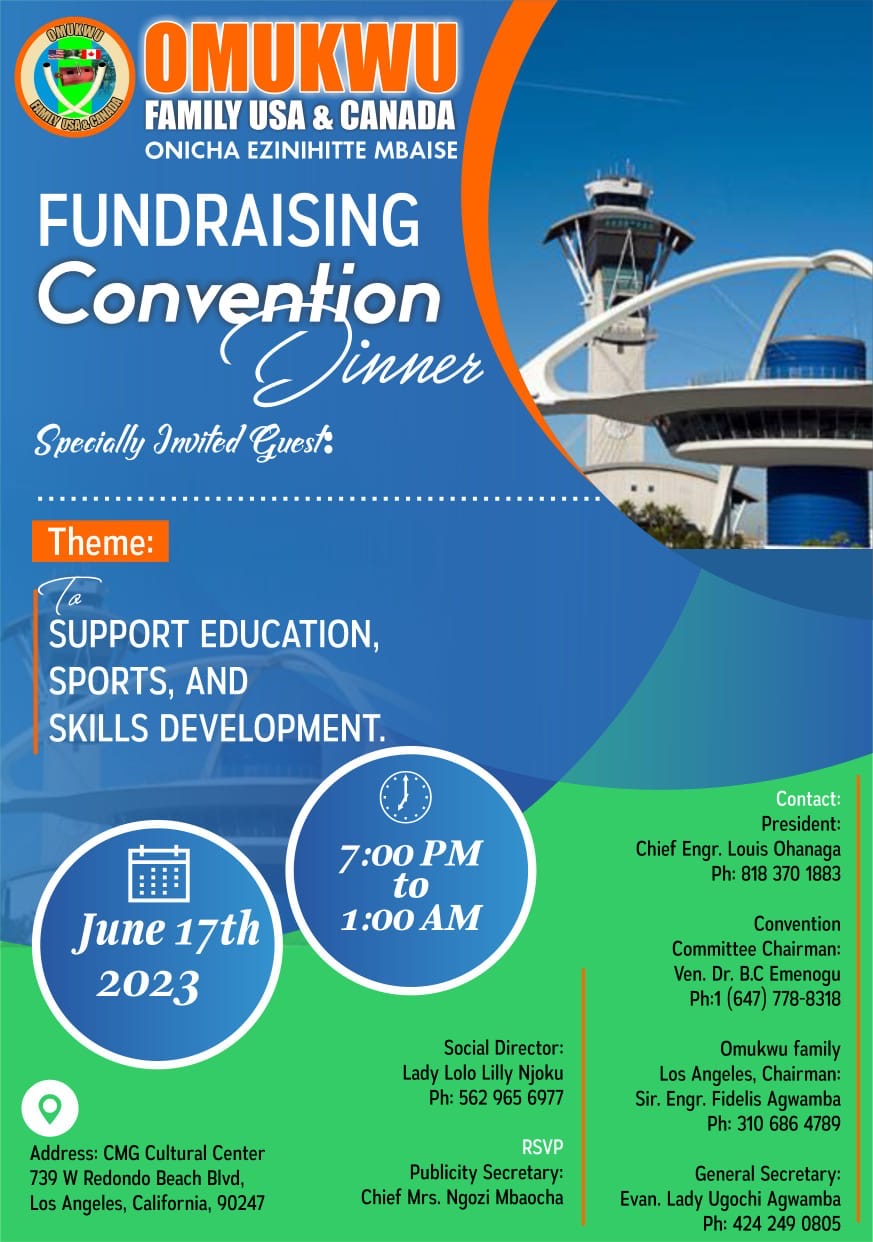 OMUKWU
FAMILY USA & CANADA
OMUKWU
FAMILY USA & CANADA
ONICHA EZINIHITTE MBAISE
FUNDRAISING
Convention
Dinner
Specially Invited Guest:
Theme:
To
SUPPORT EDUCATION,
SPORTS, AND
SKILLS DEVELOPMENT.
7:00 PM
to
1:00 AM
June 17th
2023
Address: CMG Cultural Center
739 W Redondo Beach Blvd,
Los Angeles, California, 90247
Social Director:
Lady Lolo Lilly Njoku
Ph: 562 965 6977
RSVP
Publicity Secretary:
Chief Mrs. Ngozi Mbaocha
Contact:
President:
Chief Engr. Louis Ohanaga
Ph: 818 370 1883
Convention
Committee Chairman:
Ven. Dr. B.C Emenogu
Ph:1 (647) 778-8318
Omukwu family
Los Angeles, Chairman:
Sir. Engr. Fidelis Agwamba
Ph: 310 686 4789
General Secretary:
Evan. Lady Ugochi Agwamba
Ph: 424 249 0805